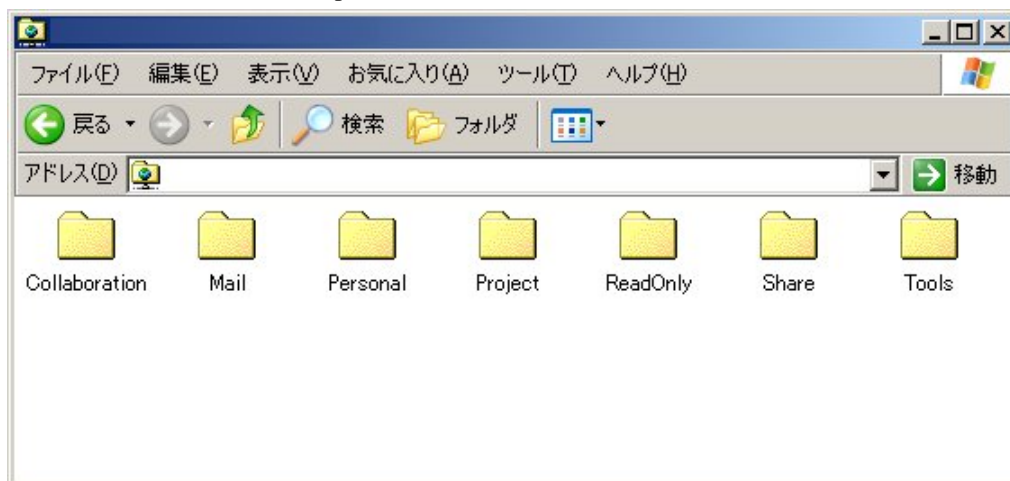 ファイル(F) 編集(E) 表示(V) お気に入り(A) ツール(T) ヘルプ(H)
戻る 検索 フォルダ
アドレス(D) 移動
Collaboration Mail Personal Project ReadOnly Share Tools